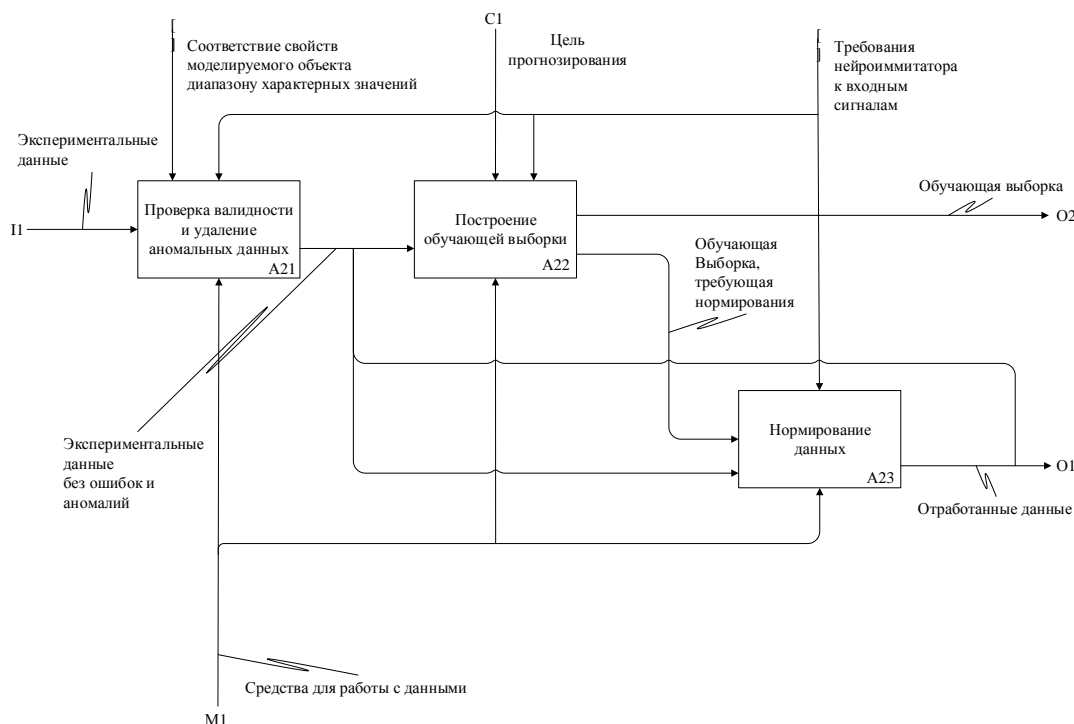 C1
Соответствие свойств
моделируемого объекта
диапазону характерных значений
Цель
прогнозирования
Требования
нейроиммитатора
к входным
сигналам
Экспериментальные
данные
I1
Проверка валидности
и удаление
аномальных данных
A21
Построение
обучающей выборки
A22
Обучающая выборка
O2
Обучающая
Выборка,
требующая
нормирования
Экспериментальные
данные
без ошибок и
аномалий
Нормирование
данных
A23
O1
Отработанные данные
Средства для работы с данными
M1